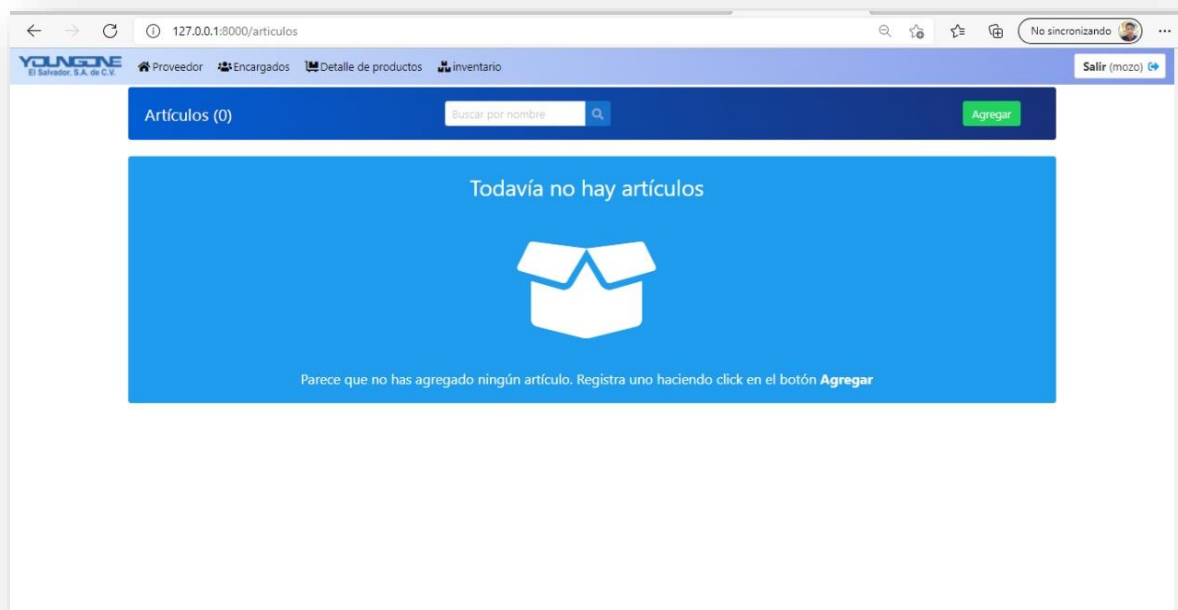 127.0.0.1:8000/articulos
No sincronizando
YOUNGONE
El Salvador, S.A. de C.V.
Proveedor Encargados Detalle de productos inventario Salir (mozo)
Artículos (0) Buscar por nombre Agregar
Todavía no hay artículos
Parece que no has agregado ningún artículo. Registra uno haciendo click en el botón Agregar